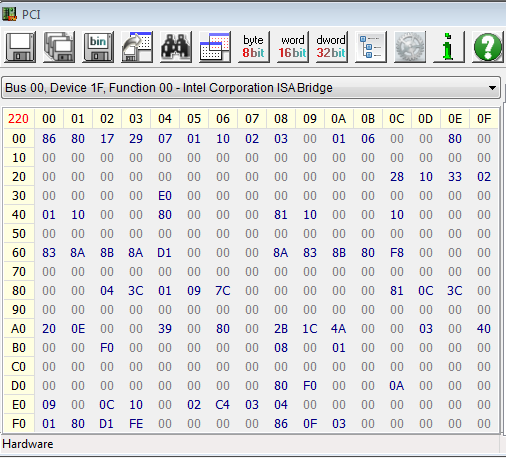 PCI
bin byte 8bit word 16bit dword 32bit i ?
Bus 00, Device 1F, Function 00 - Intel Corporation ISA Bridge
220 00 01 02 03 04 05 06 07 08 09 0A 0B 0C 0D 0E 0F
00 86 80 17 29 07 01 10 02 03 00 01 06 00 00 80 00
10 00 00 00 00 00 00 00 00 00 00 00 00 00 00 00 00
20 00 00 00 00 00 00 00 00 00 00 00 00 28 10 33 02
30 00 00 00 00 E0 00 00 00 00 00 00 00 00 00 00 00
40 01 10 00 00 80 00 00 00 81 10 00 00 10 00 00 00
50 00 00 00 00 00 00 00 00 00 00 00 00 00 00 00 00
60 83 8A 8B 8A D1 00 00 00 8A 83 8B 80 F8 00 00 00
70 00 00 00 00 00 00 00 00 00 00 00 00 00 00 00 00
80 00 00 04 3C 01 09 7C 00 00 00 00 00 81 0C 3C 00
90 00 00 00 00 00 00 00 00 00 00 00 00 00 00 00 00
A0 20 0E 00 00 39 00 80 00 2B 1C 4A 00 00 03 00 40
B0 00 00 F0 00 00 00 00 00 08 00 01 00 00 00 00 00
C0 00 00 00 00 00 00 00 00 00 00 00 00 00 00 00 00
D0 00 00 00 00 00 00 00 00 80 F0 00 00 0A 00 00 00
E0 09 00 0C 10 00 02 C4 03 04 00 00 00 00 00 00 00
F0 01 80 D1 FE 00 00 00 00 86 0F 03 00 00 00 00 00
Hardware